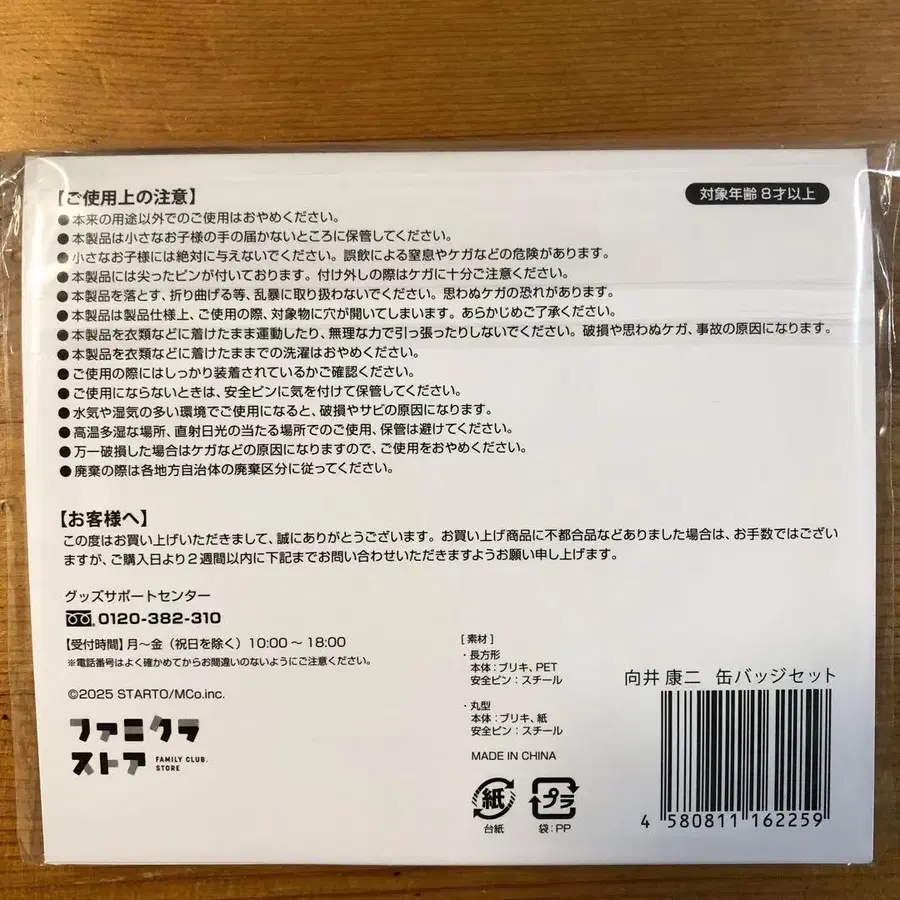 【ご使用上の注意】
対象年齢 8才以上
●本来の用途以外でのご使用はおやめください。
●本製品は小さなお子様の手の届かないところに保管してください。
●小さなお子様には絶対に与えないでください。誤飲による窒息やケガなどの危険があります。
●本製品には尖ったピンが付いております。付け外しの際はケガに十分ご注意ください。
●本製品を落とす、折り曲げる等、乱暴に取り扱わないでください。思わぬケガの恐れがあります。
●本製品は製品仕様上、ご使用の際、対象物に穴が開いてしまいます。あらかじめご了承ください。
●本製品を衣類などに着けたまま運動したり、無理な力で引っ張ったりしないでください。破損や思わぬケガ、事故の原因になります。
●本製品を衣類などに着けたままでの洗濯はおやめください。
●ご使用の際にはしっかり装着されているかご確認ください。
●ご使用にならないときは、安全ピンに気を付けて保管してください。
●水気や湿気の多い環境でご使用になると、破損やサビの原因になります。
●高温多湿な場所、直射日光の当たる場所でのご使用、保管は避けてください。
●万一破損した場合はケガなどの原因になりますので、ご使用をおやめください。
●廃棄の際は各地方自治体の廃棄区分に従ってください。
【お客様へ】
この度はお買い上げいただきまして、誠にありがとうございます。お買い上げ商品に不都合品などありました場合は、お手数ではござい
ますが、ご購入日より2週間以内に下記までお問い合わせいただきますようお願い申し上げます。
グッズサポートセンター
0120-382-310
【受付時間】月〜金（祝日を除く）10:00〜18:00
※電話番号はよく確かめてからお間違いのないようにご注意ください。
©2025 STARTO/MCo.inc.
ファミクラ
ストア
FAMILY CLUB.
STORE
[素材]
・長方形
本体：ブリキ、PET
安全ピン：スチール
・丸型
本体：ブリキ、紙
安全ピン：スチール
MADE IN CHINA
紙
台紙
プラ
袋：PP
向井 康二 缶バッジセット
4 580811 162259